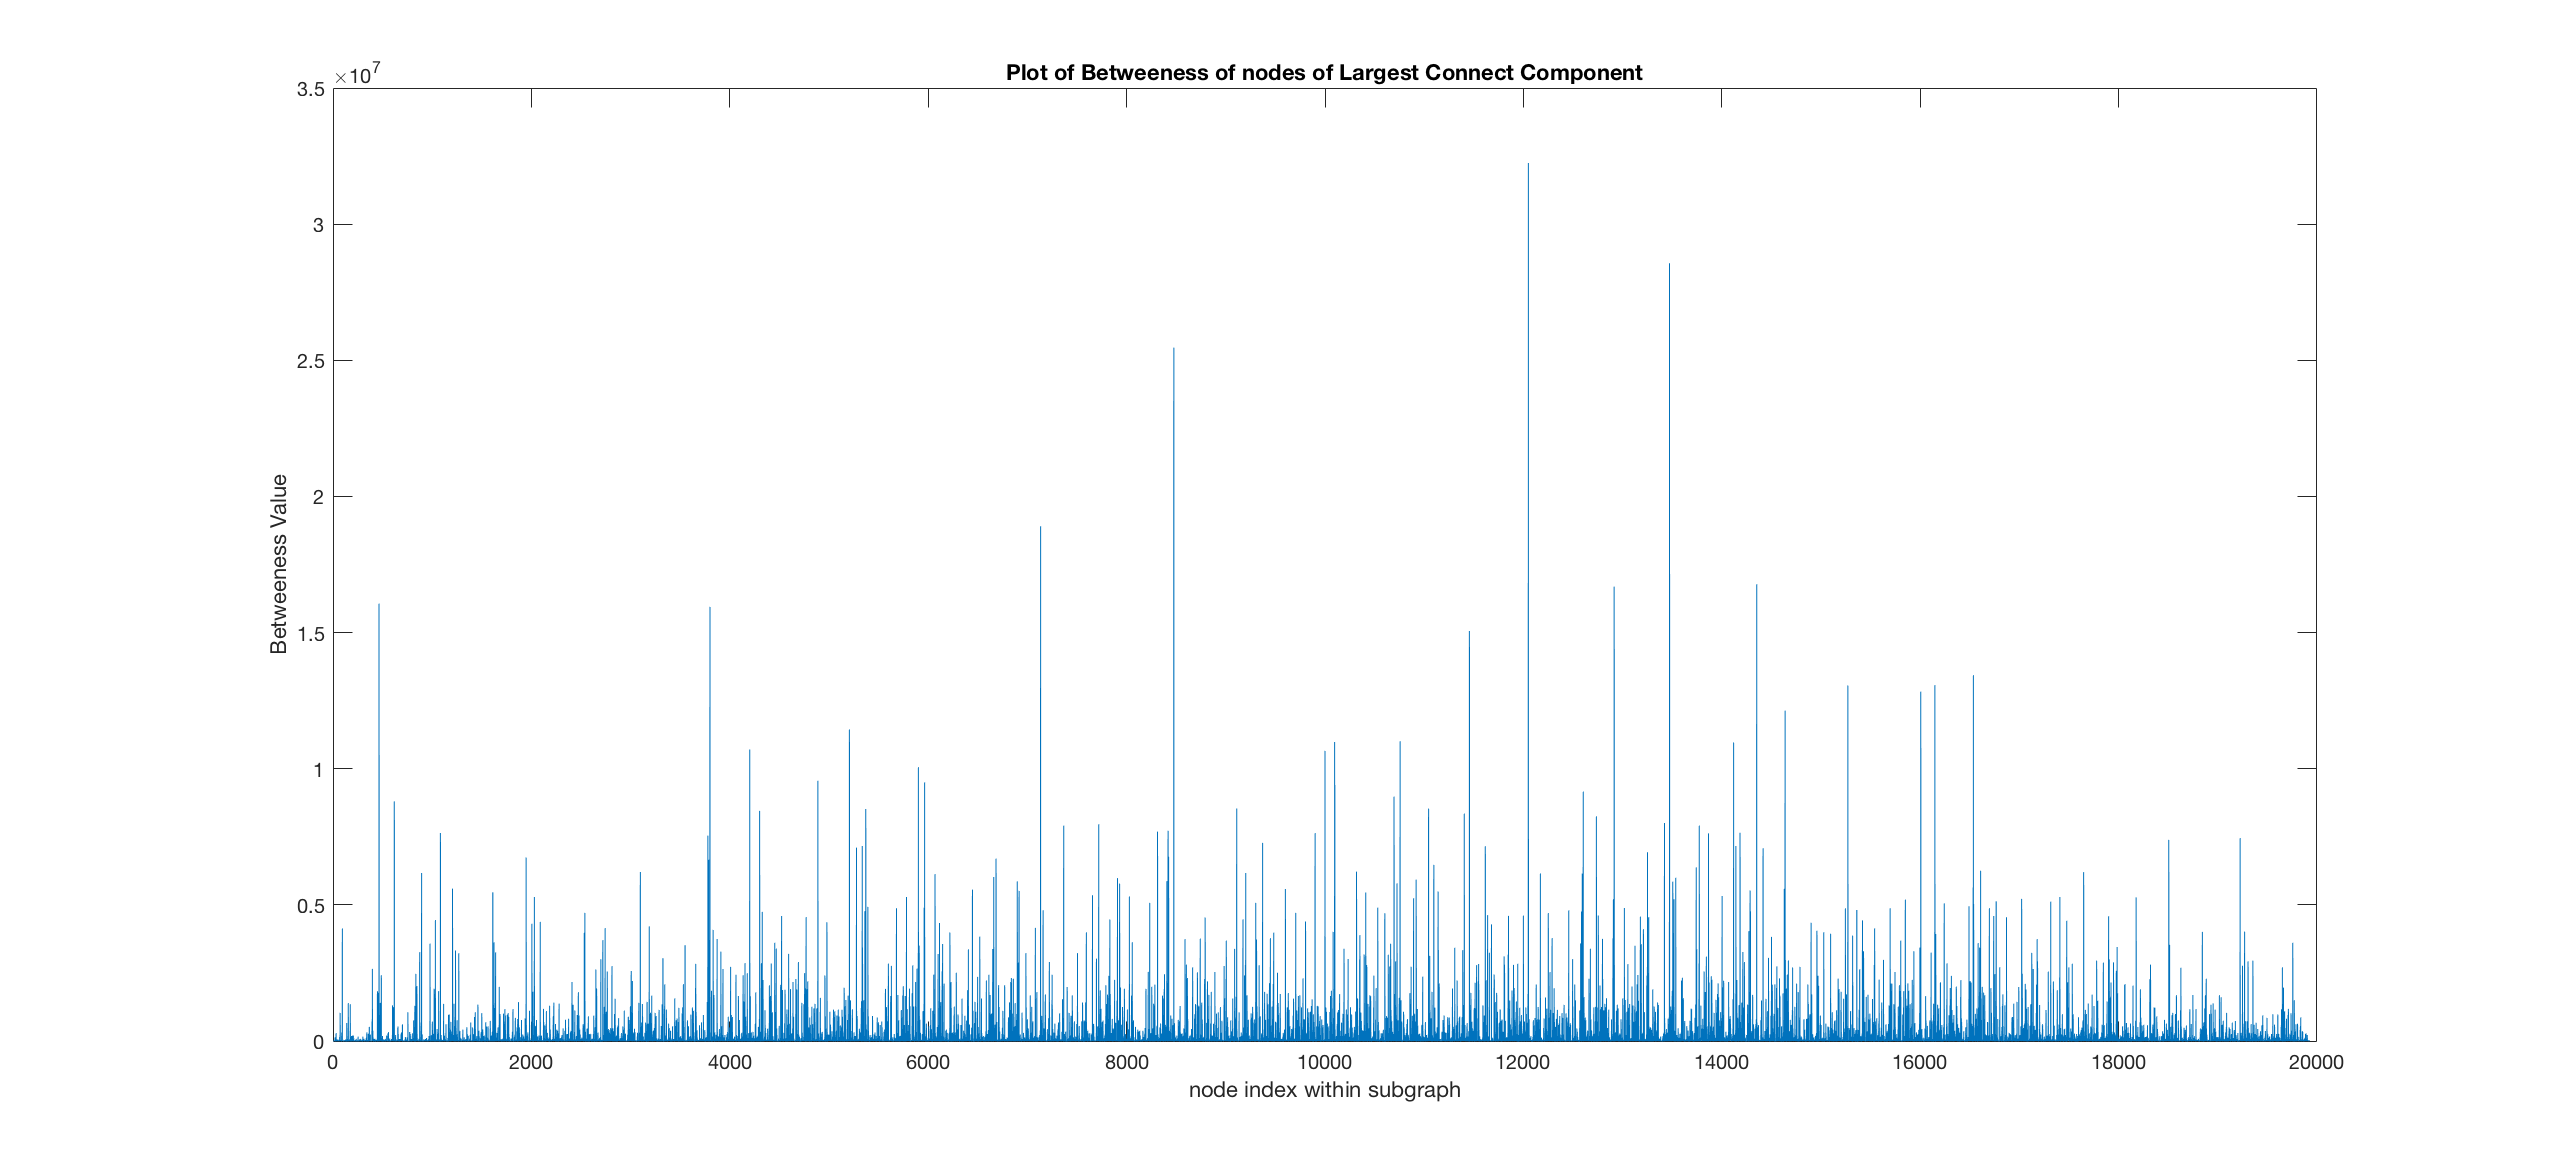 Plot of Betweeness of nodes of Largest Connect Component
×10^7
3.5
3
2.5
2
1.5
1
0.5
0
Betweeness Value
0 2000 4000 6000 8000 10000 12000 14000 16000 18000 20000
node index within subgraph